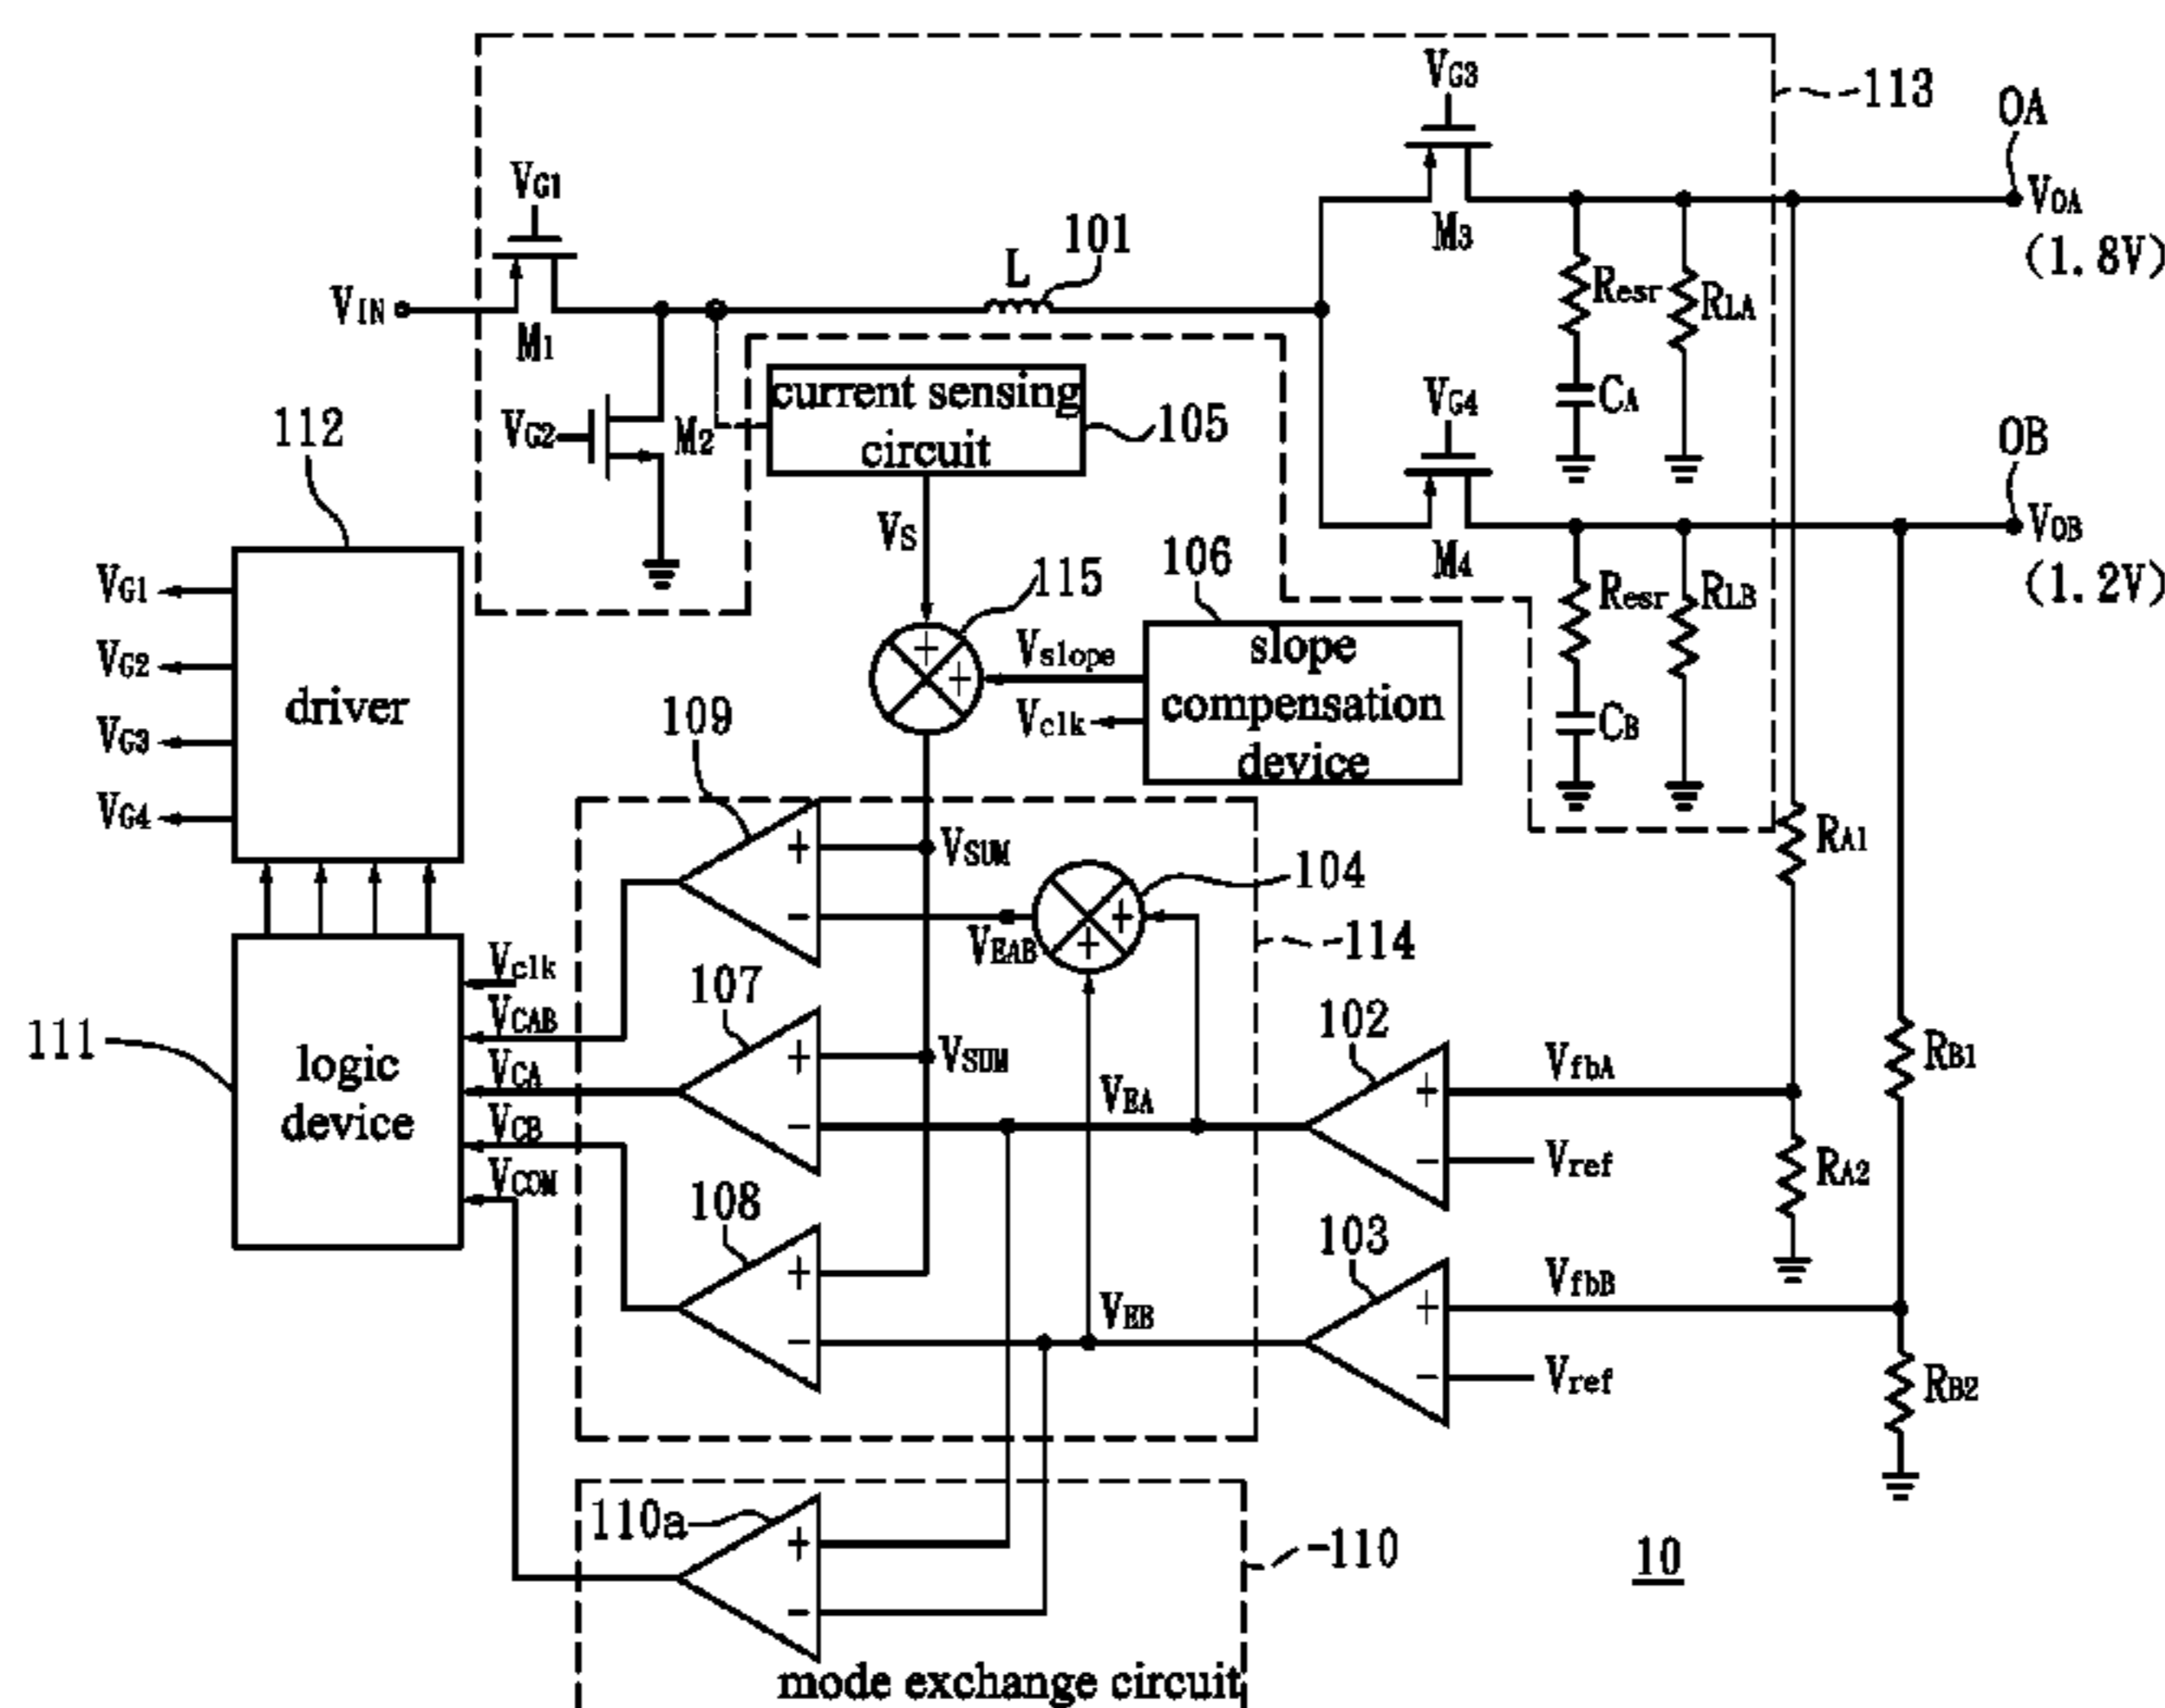 VG3
113
OA
VG1
101
L
VOA
(1.8V)
M3
VIN
M1
Resr
RLA
CA
current sensing
circuit
105
VG4
112
VG2
M2
OB
VS
M4
VOB
(1.2V)
115
106
Resr
RLB
CB
VG1
VG2
VG3
VG4
driver
Vslope
Vclk
slope
compensation
device
109
+
+
+
−
VSUM
VEAB
104
+
+
114
RA1
111
logic
device
Vclk
VCAB
VCA
VCB
VCOM
107
+
−
VSUM
VEA
102
+
−
VfbA
Vref
RB1
RA2
108
+
−
VEB
103
+
−
VfbB
Vref
RB2
110a
+
−
110
10
mode exchange circuit